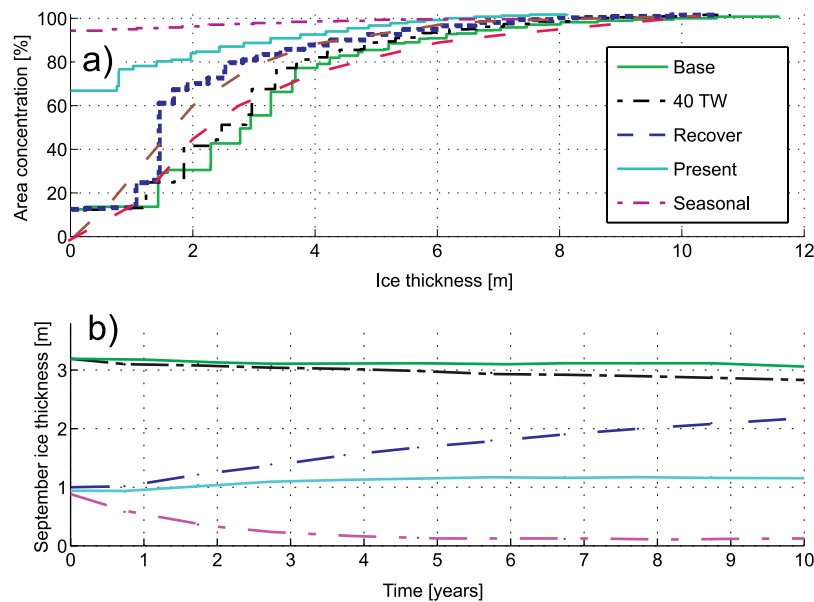 a)
Area concentration [%]
100
80
60
40
20
0
Base
40 TW
Recover
Present
Seasonal
0 2 4 6 8 10 12
Ice thickness [m]
b)
September ice thickness [m]
3
2
1
0
0 1 2 3 4 5 6 7 8 9 10
Time [years]